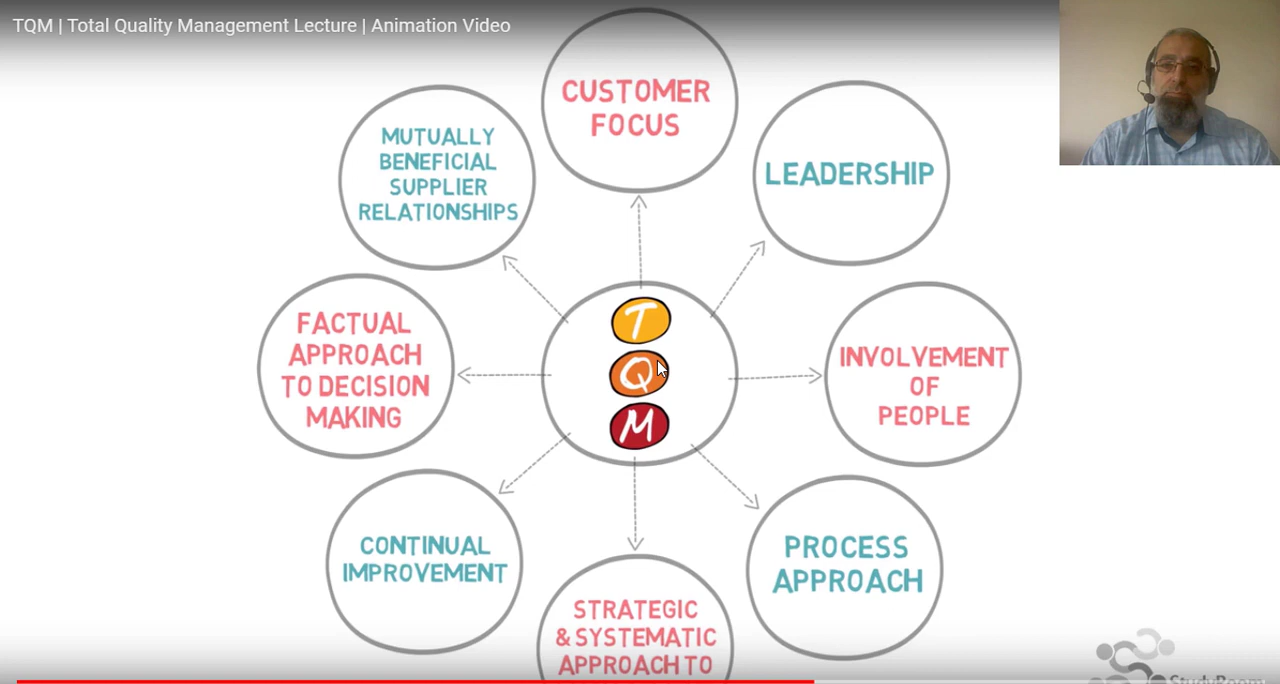 TQM | Total Quality Management Lecture | Animation Video
CUSTOMER
FOCUS
LEADERSHIP
INVOLVEMENT
OF
PEOPLE
PROCESS
APPROACH
STRATEGIC
& SYSTEMATIC
APPROACH TO
CONTINUAL
IMPROVEMENT
FACTUAL
APPROACH
TO DECISION
MAKING
MUTUALLY
BENEFICIAL
SUPPLIER
RELATIONSHIPS
T
Q
M
StudyRoom